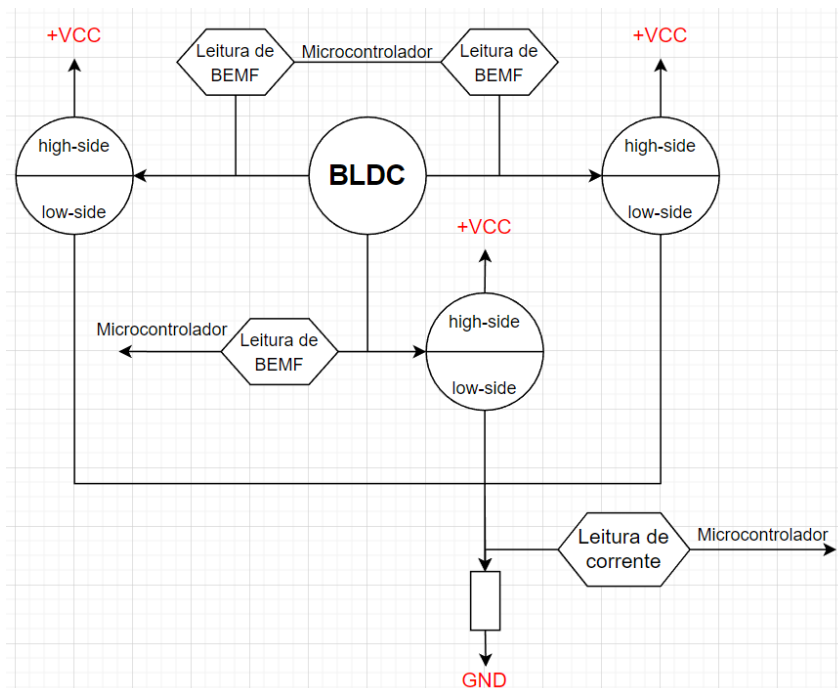 +VCC
+VCC
Leitura de
BEMF
Microcontrolador
Leitura de
BEMF
high-side
low-side
BLDC
high-side
low-side
+VCC
high-side
low-side
Microcontrolador
Leitura de
BEMF
Leitura de
corrente
Microcontrolador
GND